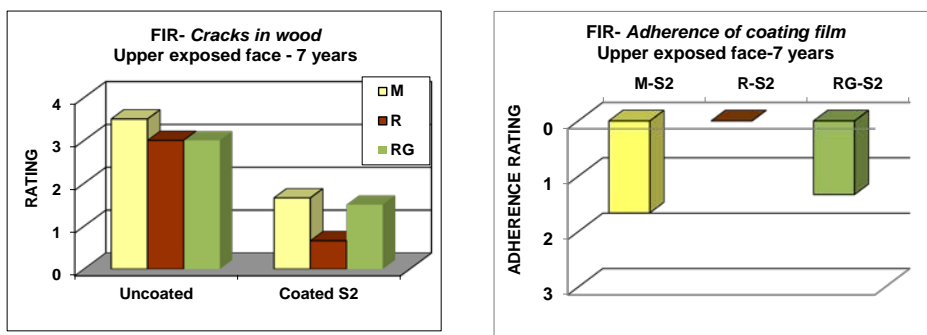 FIR- Cracks in wood
Upper exposed face - 7 years
M
R
RG
4
3
2
1
0
RATING
Uncoated Coated S2
FIR- Adherence of coating film
Upper exposed face-7 years
M-S2 R-S2 RG-S2
0
1
2
3
ADHERENCE RATING